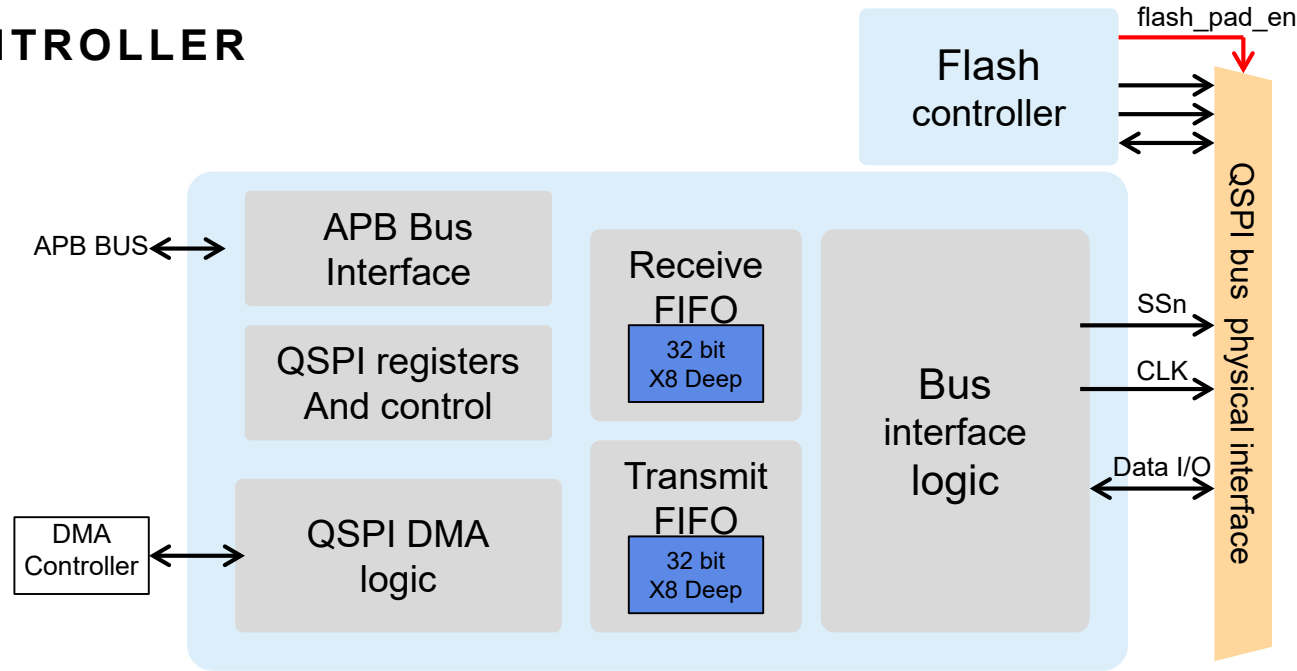 NTROLLER
flash_pad_en
Flash
controller
APB BUS
APB Bus
Interface
QSPI registers
And control
DMA
Controller
QSPI DMA
logic
Receive
FIFO
32 bit
X8 Deep
Transmit
FIFO
32 bit
X8 Deep
Bus
interface
logic
SSn
CLK
Data I/O
QSPI bus physical interface